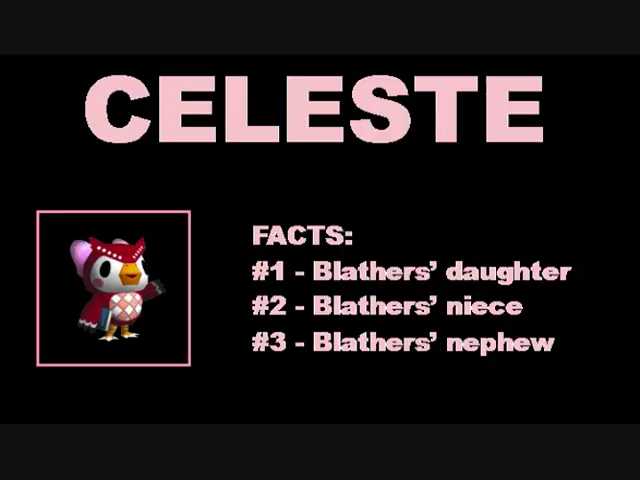 CELESTE
FACTS:
#1 - Blathers’ daughter
#2 - Blathers’ niece
#3 - Blathers’ nephew